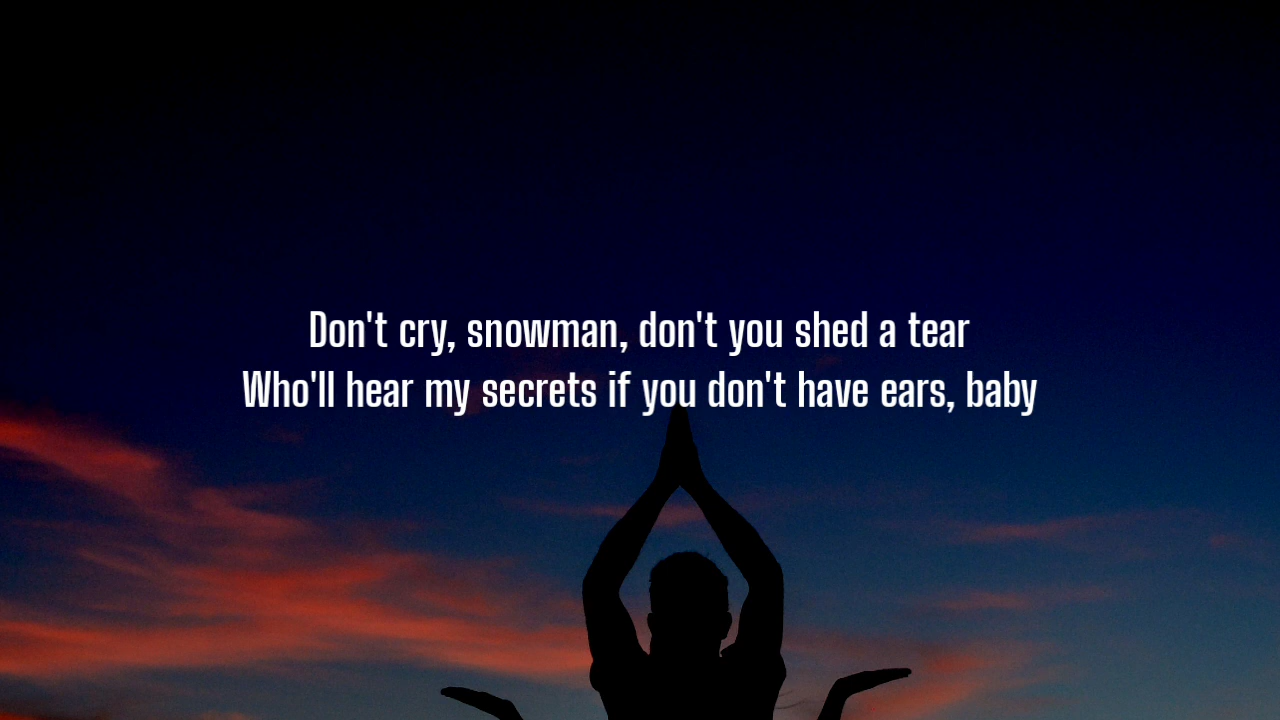 Don't cry, snowman, don't you shed a tear
Who'll hear my secrets if you don't have ears, baby